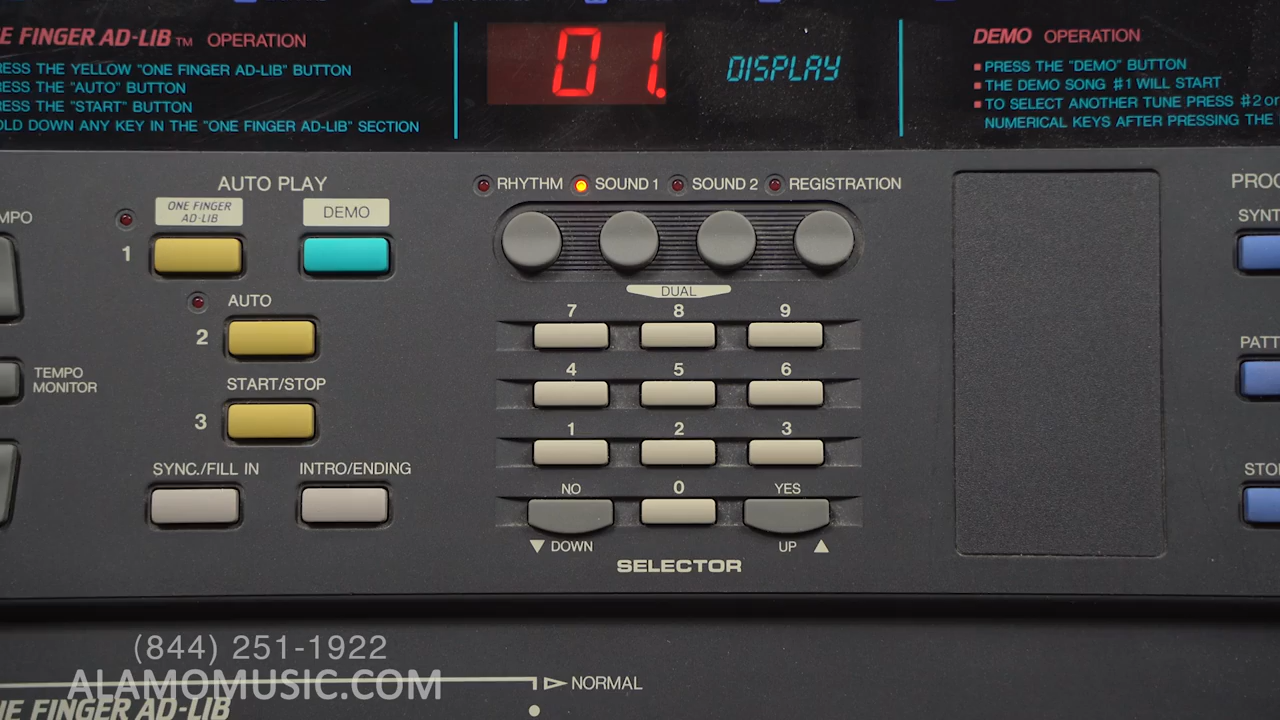 E FINGER AD-LIB™ OPERATION
ESS THE YELLOW "ONE FINGER AD-LIB" BUTTON
ESS THE "AUTO" BUTTON
ESS THE "START" BUTTON
OLD DOWN ANY KEY IN THE "ONE FINGER AD-LIB" SECTION
01.
DISPLAY
DEMO OPERATION
▪ PRESS THE "DEMO" BUTTON
▪ THE DEMO SONG #1 WILL START
▪ TO SELECT ANOTHER TUNE PRESS #2 or
NUMERICAL KEYS AFTER PRESSING THE
MPO
TEMPO
MONITOR
AUTO PLAY
ONE FINGER
AD-LIB
DEMO
1
AUTO
2
START/STOP
3
SYNC./FILL IN
INTRO/ENDING
RHYTHM
SOUND 1
SOUND 2
REGISTRATION
DUAL
7 8 9
4 5 6
1 2 3
NO 0 YES
▼ DOWN
UP ▲
SELECTOR
PROG
SYNT
PATT
STO
(844) 251-1922
ALAMOMUSIC.COM
NE FINGER AD-LIB
NORMAL